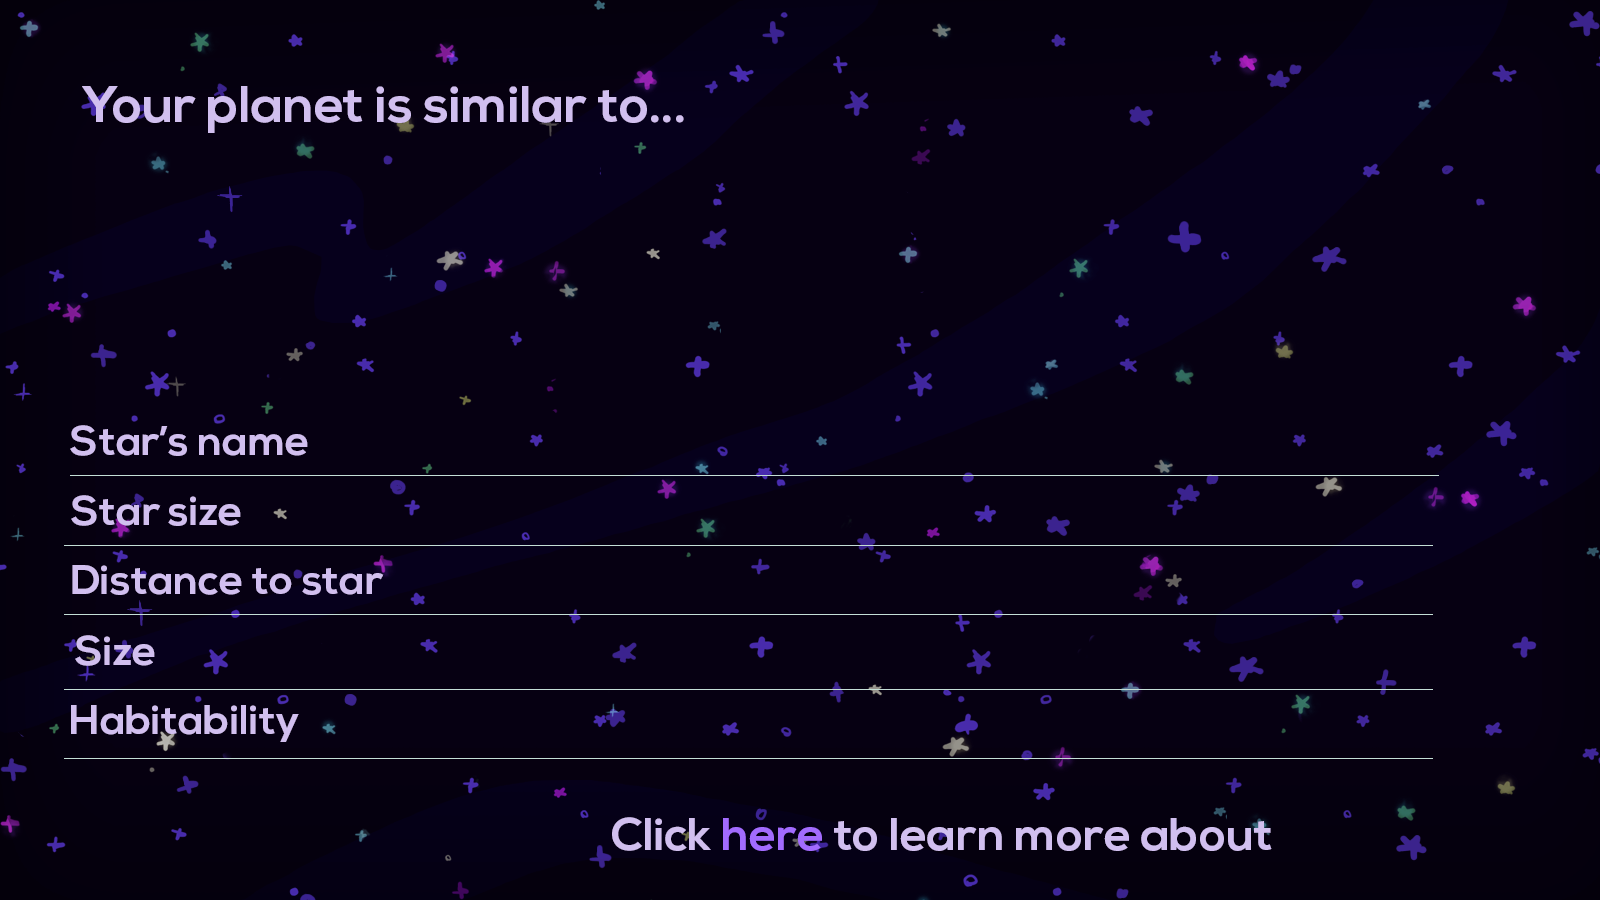 Your planet is similar to...
Star’s name
Star size
Distance to star
Size
Habitability
Click here to learn more about